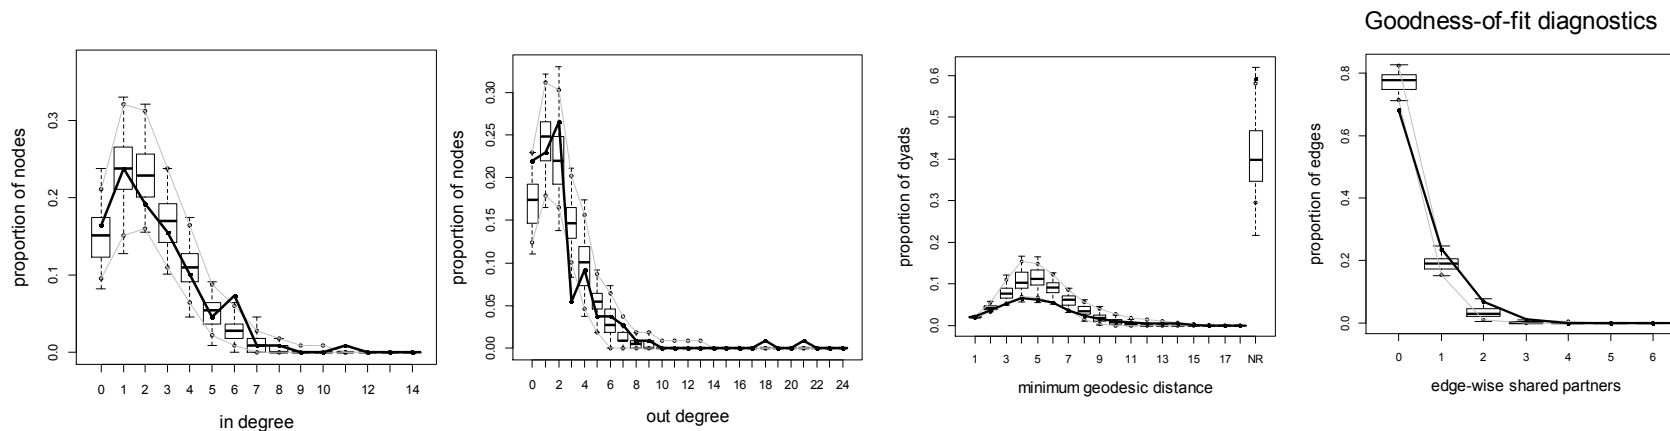 Goodness-of-fit diagnostics
proportion of nodes
0.0 0.1 0.2 0.3
0 1 2 3 4 5 6 7 8 9 10 12 14
in degree
proportion of nodes
0.00 0.05 0.10 0.15 0.20 0.25 0.30
0 2 4 6 8 10 12 14 16 18 20 22 24
out degree
proportion of dyads
0.0 0.1 0.2 0.3 0.4 0.5 0.6
1 3 5 7 9 11 13 15 17 NR
minimum geodesic distance
proportion of edges
0.0 0.2 0.4 0.6 0.8
0 1 2 3 4 5 6
edge-wise shared partners